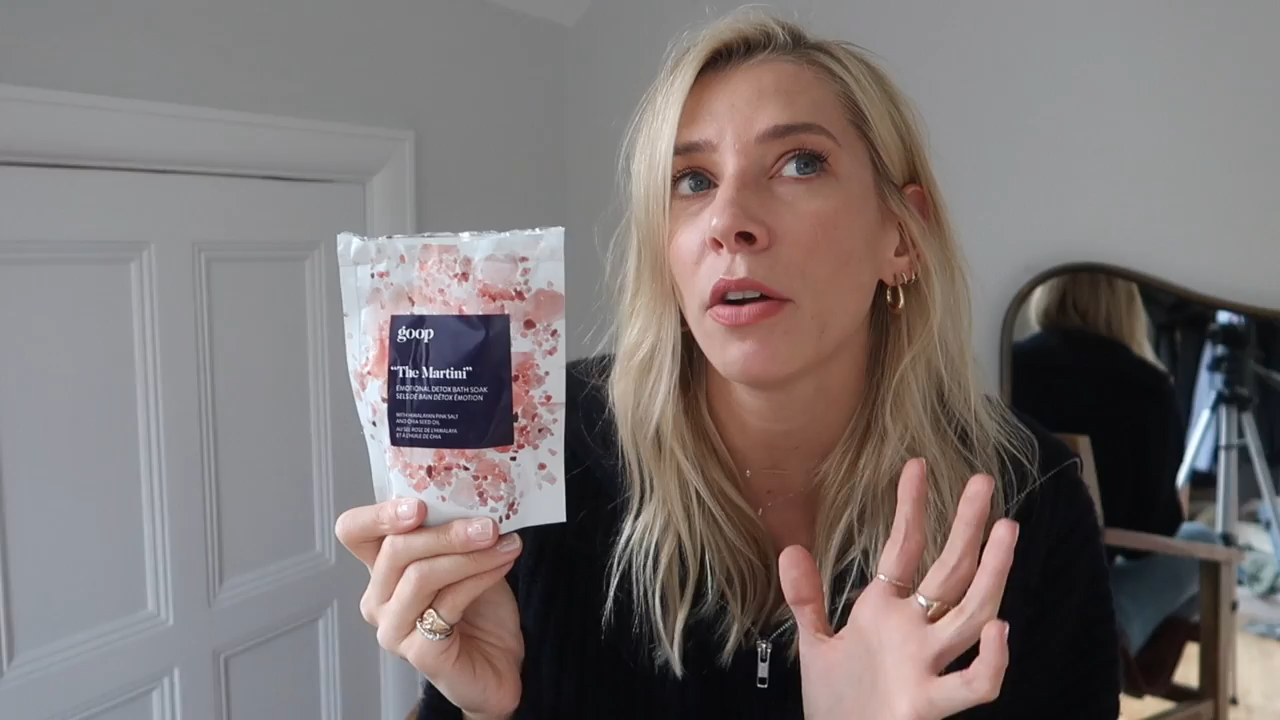 goop
“The Martini”
EMOTIONAL DETOX BATH SOAK
SELS DE BAIN DÉTOX ÉMOTION
WITH HIMALAYAN PINK SALT
AND CHIA SEED OIL
AU SEL ROSE DE L'HIMALAYA
ET À L'HUILE DE CHIA